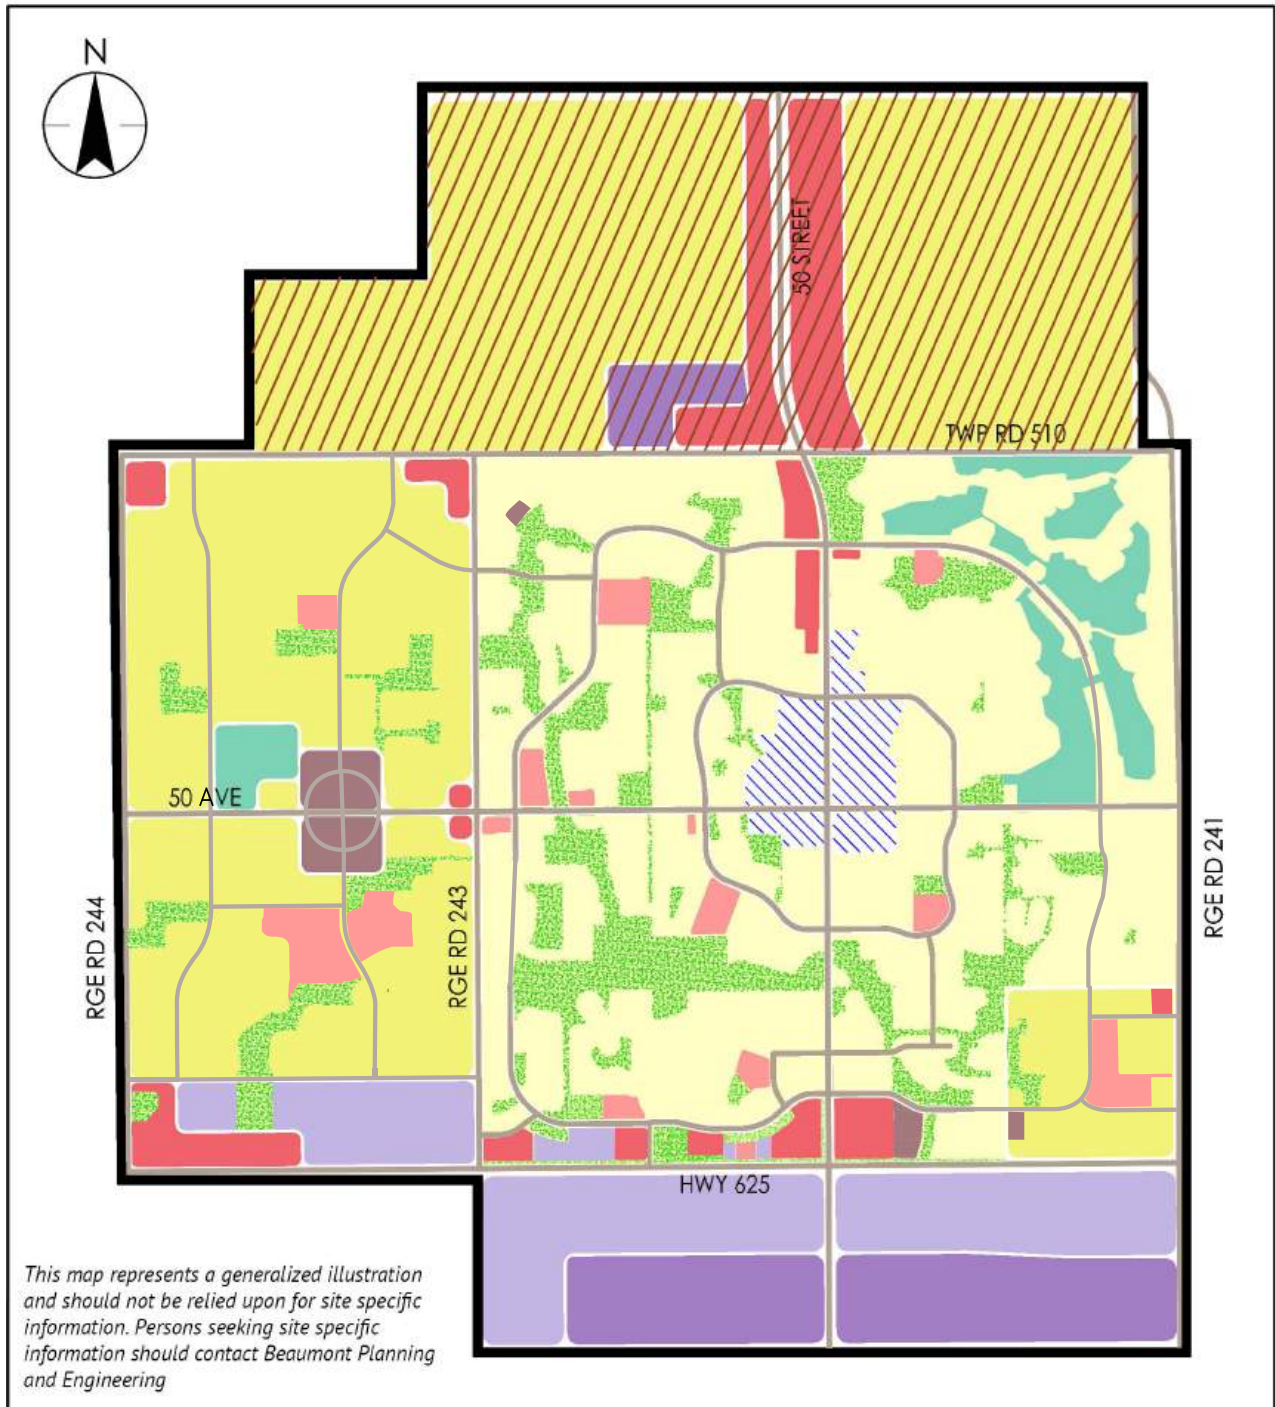 N
50 STREET
TWP RD 510
50 AVE
RGE RD 244
RGE RD 243
RGE RD 241
HWY 625
This map represents a generalized illustration
and should not be relied upon for site specific
information. Persons seeking site specific
information should contact Beaumont Planning
and Engineering